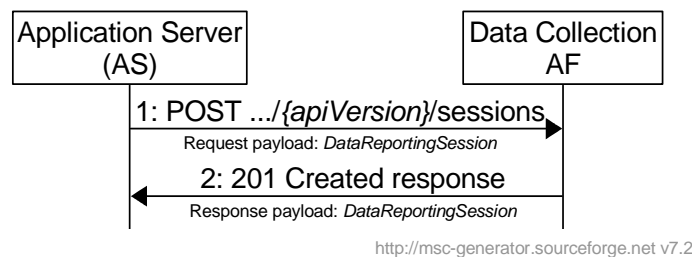 Application Server
(AS)
Data Collection
AF
1: POST .../{apiVersion}/sessions
Request payload: DataReportingSession
2: 201 Created response
Response payload: DataReportingSession
http://msc-generator.sourceforge.net v7.2